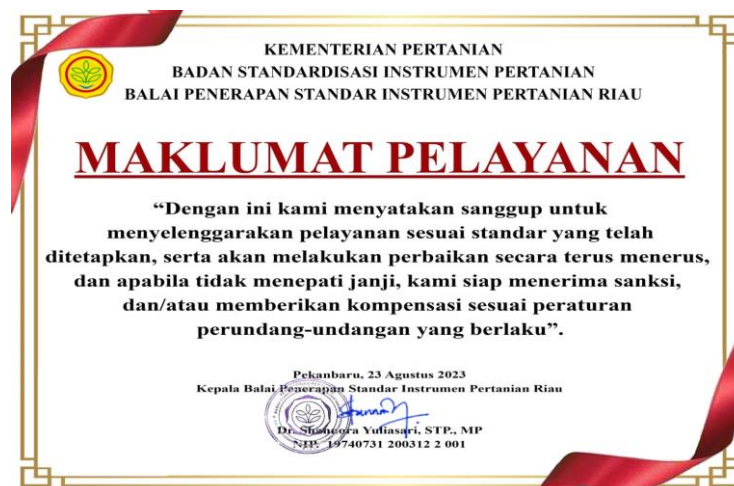 KEMENTERIAN PERTANIAN
BADAN STANDARDISASI INSTRUMEN PERTANIAN
BALAI PENERAPAN STANDAR INSTRUMEN PERTANIAN RIAU
MAKLUMAT PELAYANAN
“Dengan ini kami menyatakan sanggup untuk
menyelenggarakan pelayanan sesuai standar yang telah
ditetapkan, serta akan melakukan perbaikan secara terus menerus,
dan apabila tidak menepati janji, kami siap menerima sanksi,
dan/atau memberikan kompensasi sesuai peraturan
perundang-undangan yang berlaku”.
Pekanbaru, 23 Agustus 2023
Kepala Balai Penerapan Standar Instrumen Pertanian Riau
Dr. Shannora Yuliasari, STP., MP
NIP. 19740731 200312 2 001